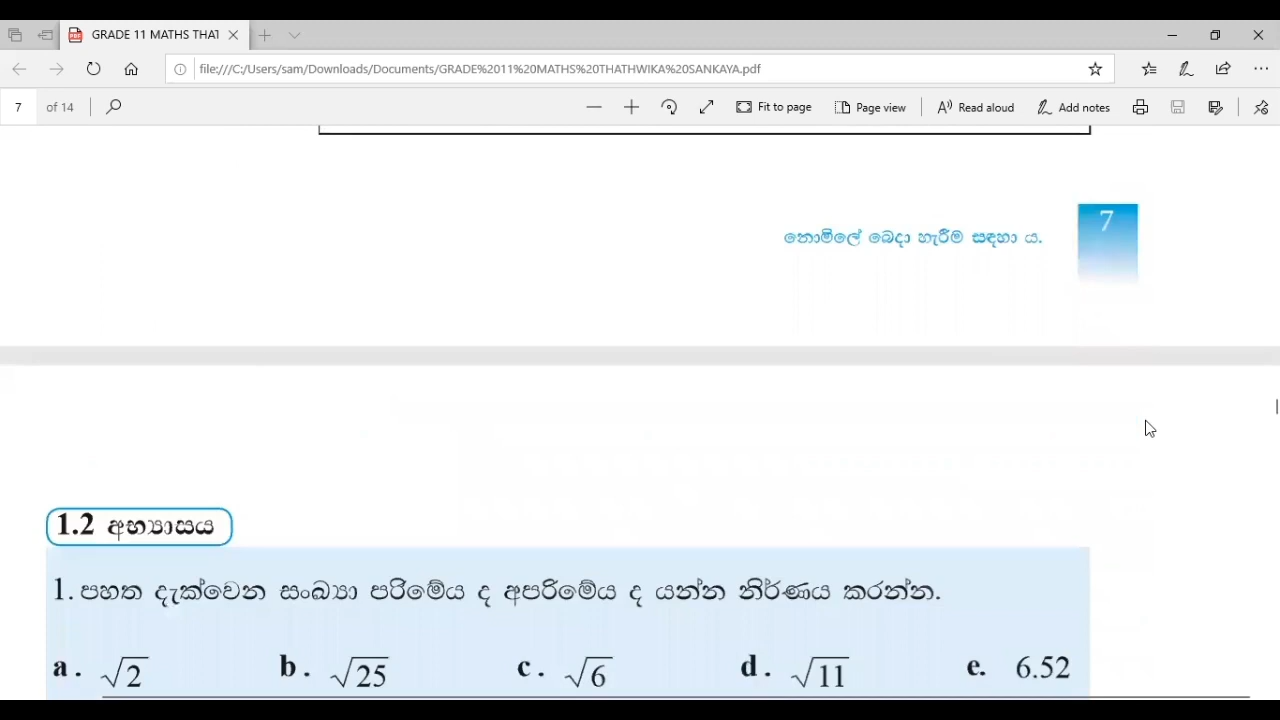 GRADE 11 MATHS THAT
file:///C:/Users/sam/Downloads/Documents/GRADE%2011%20MATHS%20THATHWIKA%20SANKAYA.pdf
7 of 14 Fit to page Page view Read aloud Add notes
7
නොමිලේ බෙදා හැරීම සඳහා ය.
1.2 අභ්‍යාසය
1. පහත දැක්වෙන සංඛ්‍යා පරිමේය ද අපරිමේය ද යන්න නිර්ණය කරන්න.
a. √2 b. √25 c. √6 d. √11 e. 6.52